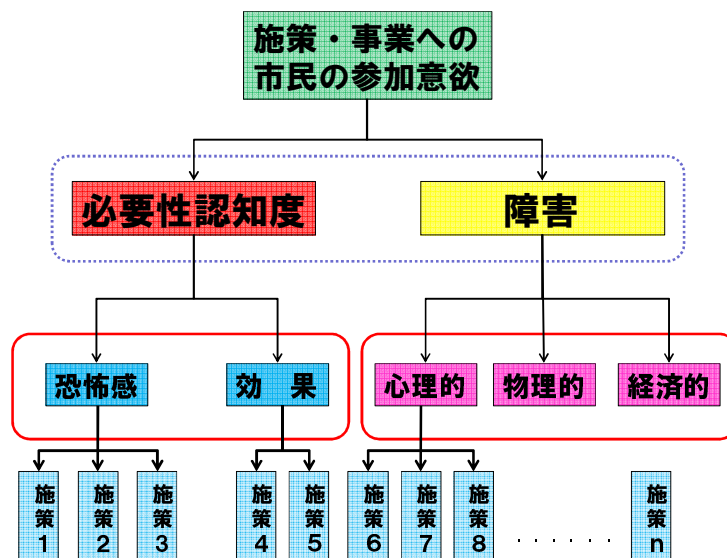 施策・事業への
市民の参加意欲
必要性認知度
障害
恐怖感
効　果
心理的
物理的
経済的
施策1
施策2
施策3
施策4
施策5
施策6
施策7
施策8
・・・・・・
施策n